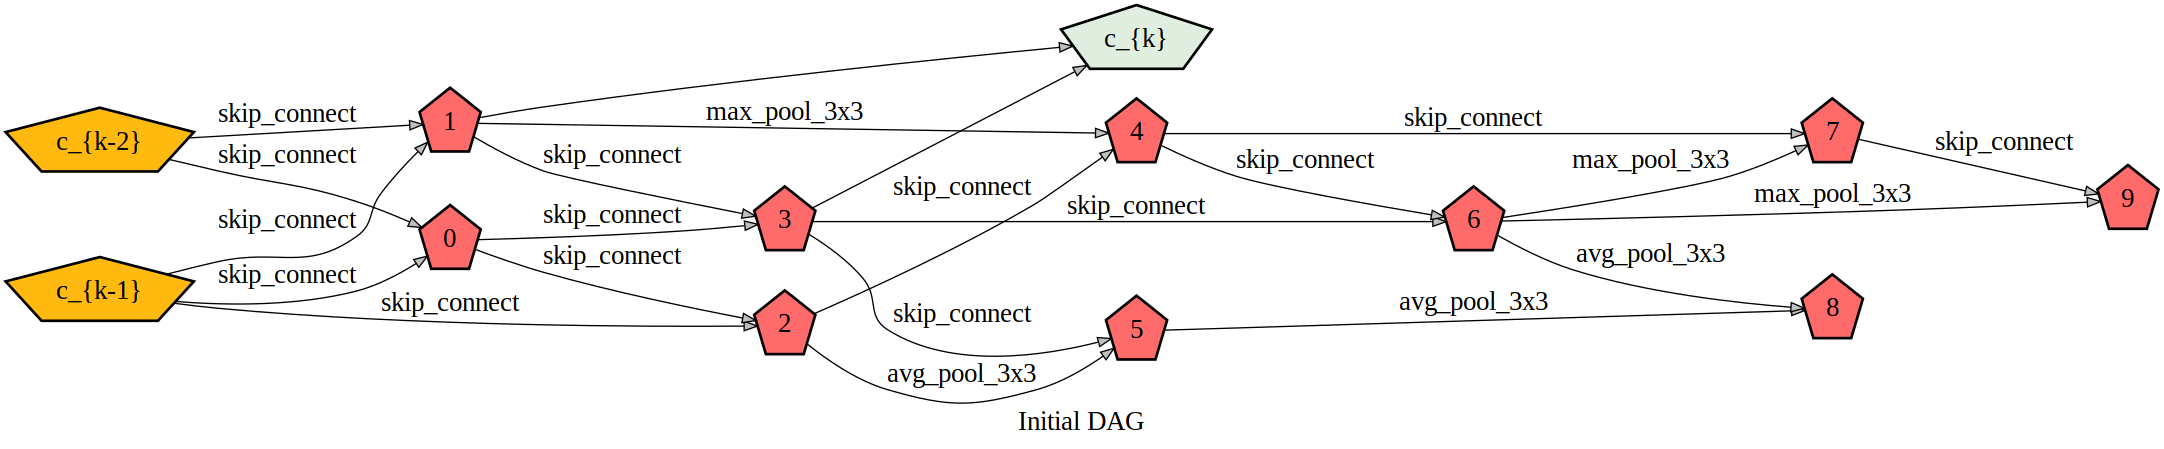 c_{k}
skip_connect
max_pool_3x3
1
4
skip_connect
7
skip_connect
c_{k-2}
skip_connect
skip_connect
skip_connect
max_pool_3x3
skip_connect
max_pool_3x3
9
skip_connect
3
skip_connect
skip_connect
6
0
skip_connect
avg_pool_3x3
skip_connect
c_{k-1}
skip_connect
2
skip_connect
5
avg_pool_3x3
8
avg_pool_3x3
Initial DAG